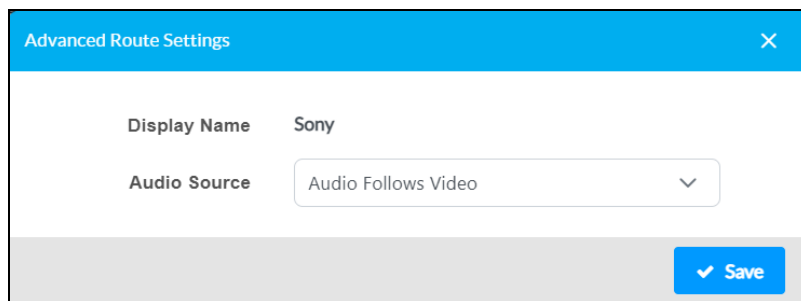 Advanced Route Settings
Display Name Sony
Audio Source Audio Follows Video
Save